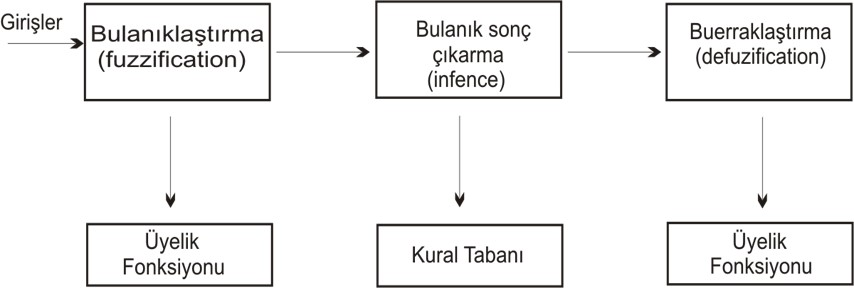 Girişler
Bulanıklaştırma
(fuzzification)
Bulanık sonç
çıkarma
(infence)
Buerraklaştırma
(defuzification)
Üyelik
Fonksiyonu
Kural Tabanı
Üyelik
Fonksiyonu